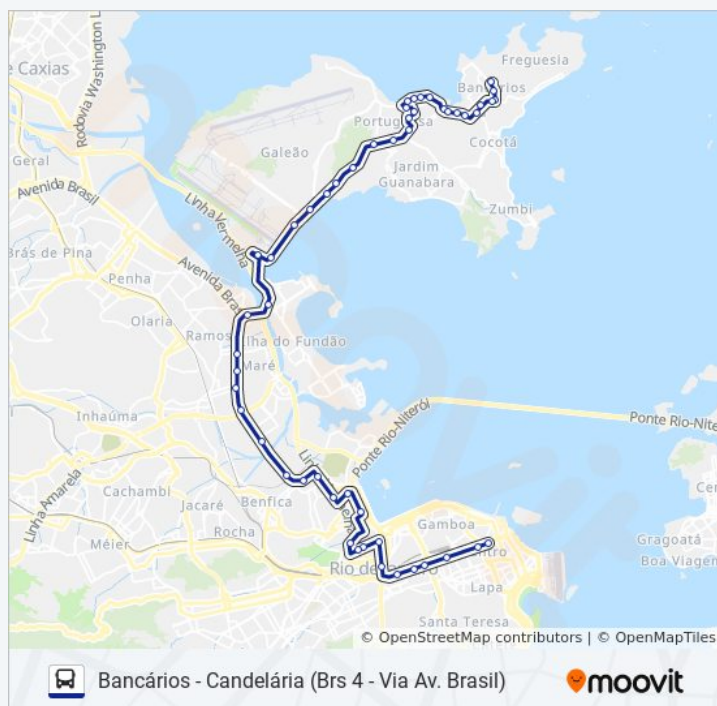 Freguesia
e Caxias
Rodovia Washington L
Bancários
Portuguesa
Galeão
Cocotá
Geral
Jardim
Guanabara
Avenida Brasil
Linha Vermelha
Zumbi
Brás de Pina
Avenida Bras
Penha
Olaria
Ramos
Ilha do Fundão
Maré
Inhaúma
Ponte Rio-Niterói
Ponte Rio-Nite
Linha Amarela
Cachambi
Benfica
Jacaré
Gamboa
Cen
Rocha
Méier
Gragoatá
Centro
Boa Viagem
Rio de Janeiro
Lapa
Santa Teresa
© OpenStreetMap contributors | © OpenMapTiles
Bancários - Candelária (Brs 4 - Via Av. Brasil)
moovit